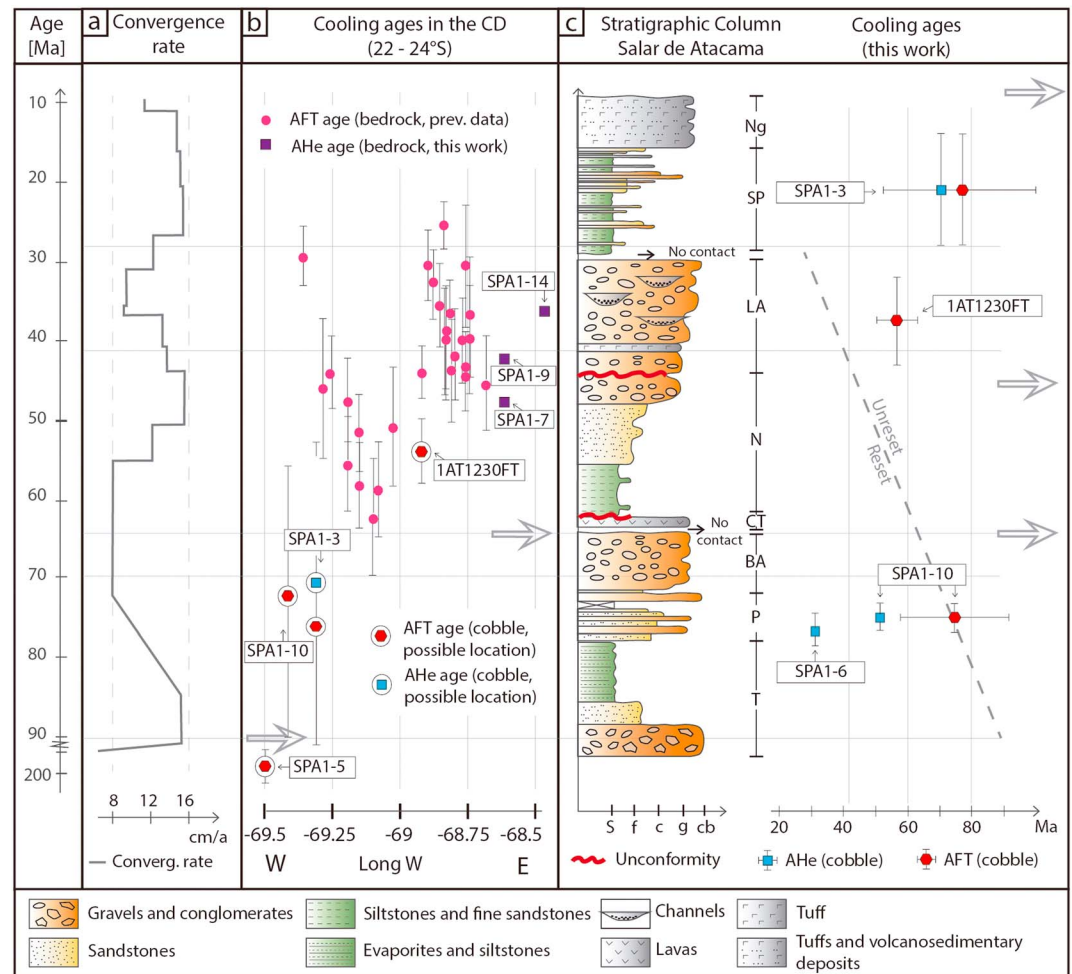 Age
[Ma]
a Convergence
rate
b Cooling ages in the CD
(22 - 24°S)
c Stratigraphic Column
Salar de Atacama
Cooling ages
(this work)
10
20
30
40
50
60
70
80
90
200
8 12 16
cm/a
Converg. rate
AFT age (bedrock, prev. data)
AHe age (bedrock, this work)
SPA1-14
SPA1-9
SPA1-7
1AT1230FT
SPA1-3
SPA1-10
AFT age (cobble,
possible location)
AHe age (cobble,
possible location)
SPA1-5
-69.5 -69.25 -69 -68.75 -68.5
W Long W E
Ng
SP
No contact
LA
N
CT
No
contact
BA
P
T
S f c g cb
Unconformity
SPA1-3
1AT1230FT
Unreset
Reset
SPA1-10
SPA1-6
20 40 60 80 Ma
AHe (cobble) AFT (cobble)
Gravels and conglomerates Siltstones and fine sandstones Channels Tuff
Sandstones Evaporites and siltstones Lavas Tuffs and volcanosedimentary
deposits